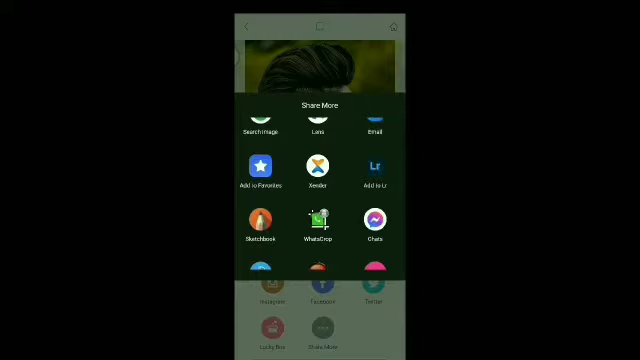 Share More
Search Image
Lens
Email
Add to Favorites
Xender
Lr
Add to Lr
Sketchbook
WhatsCrop
Chats
Instagram
Facebook
Twitter
Lucky Box
Share More